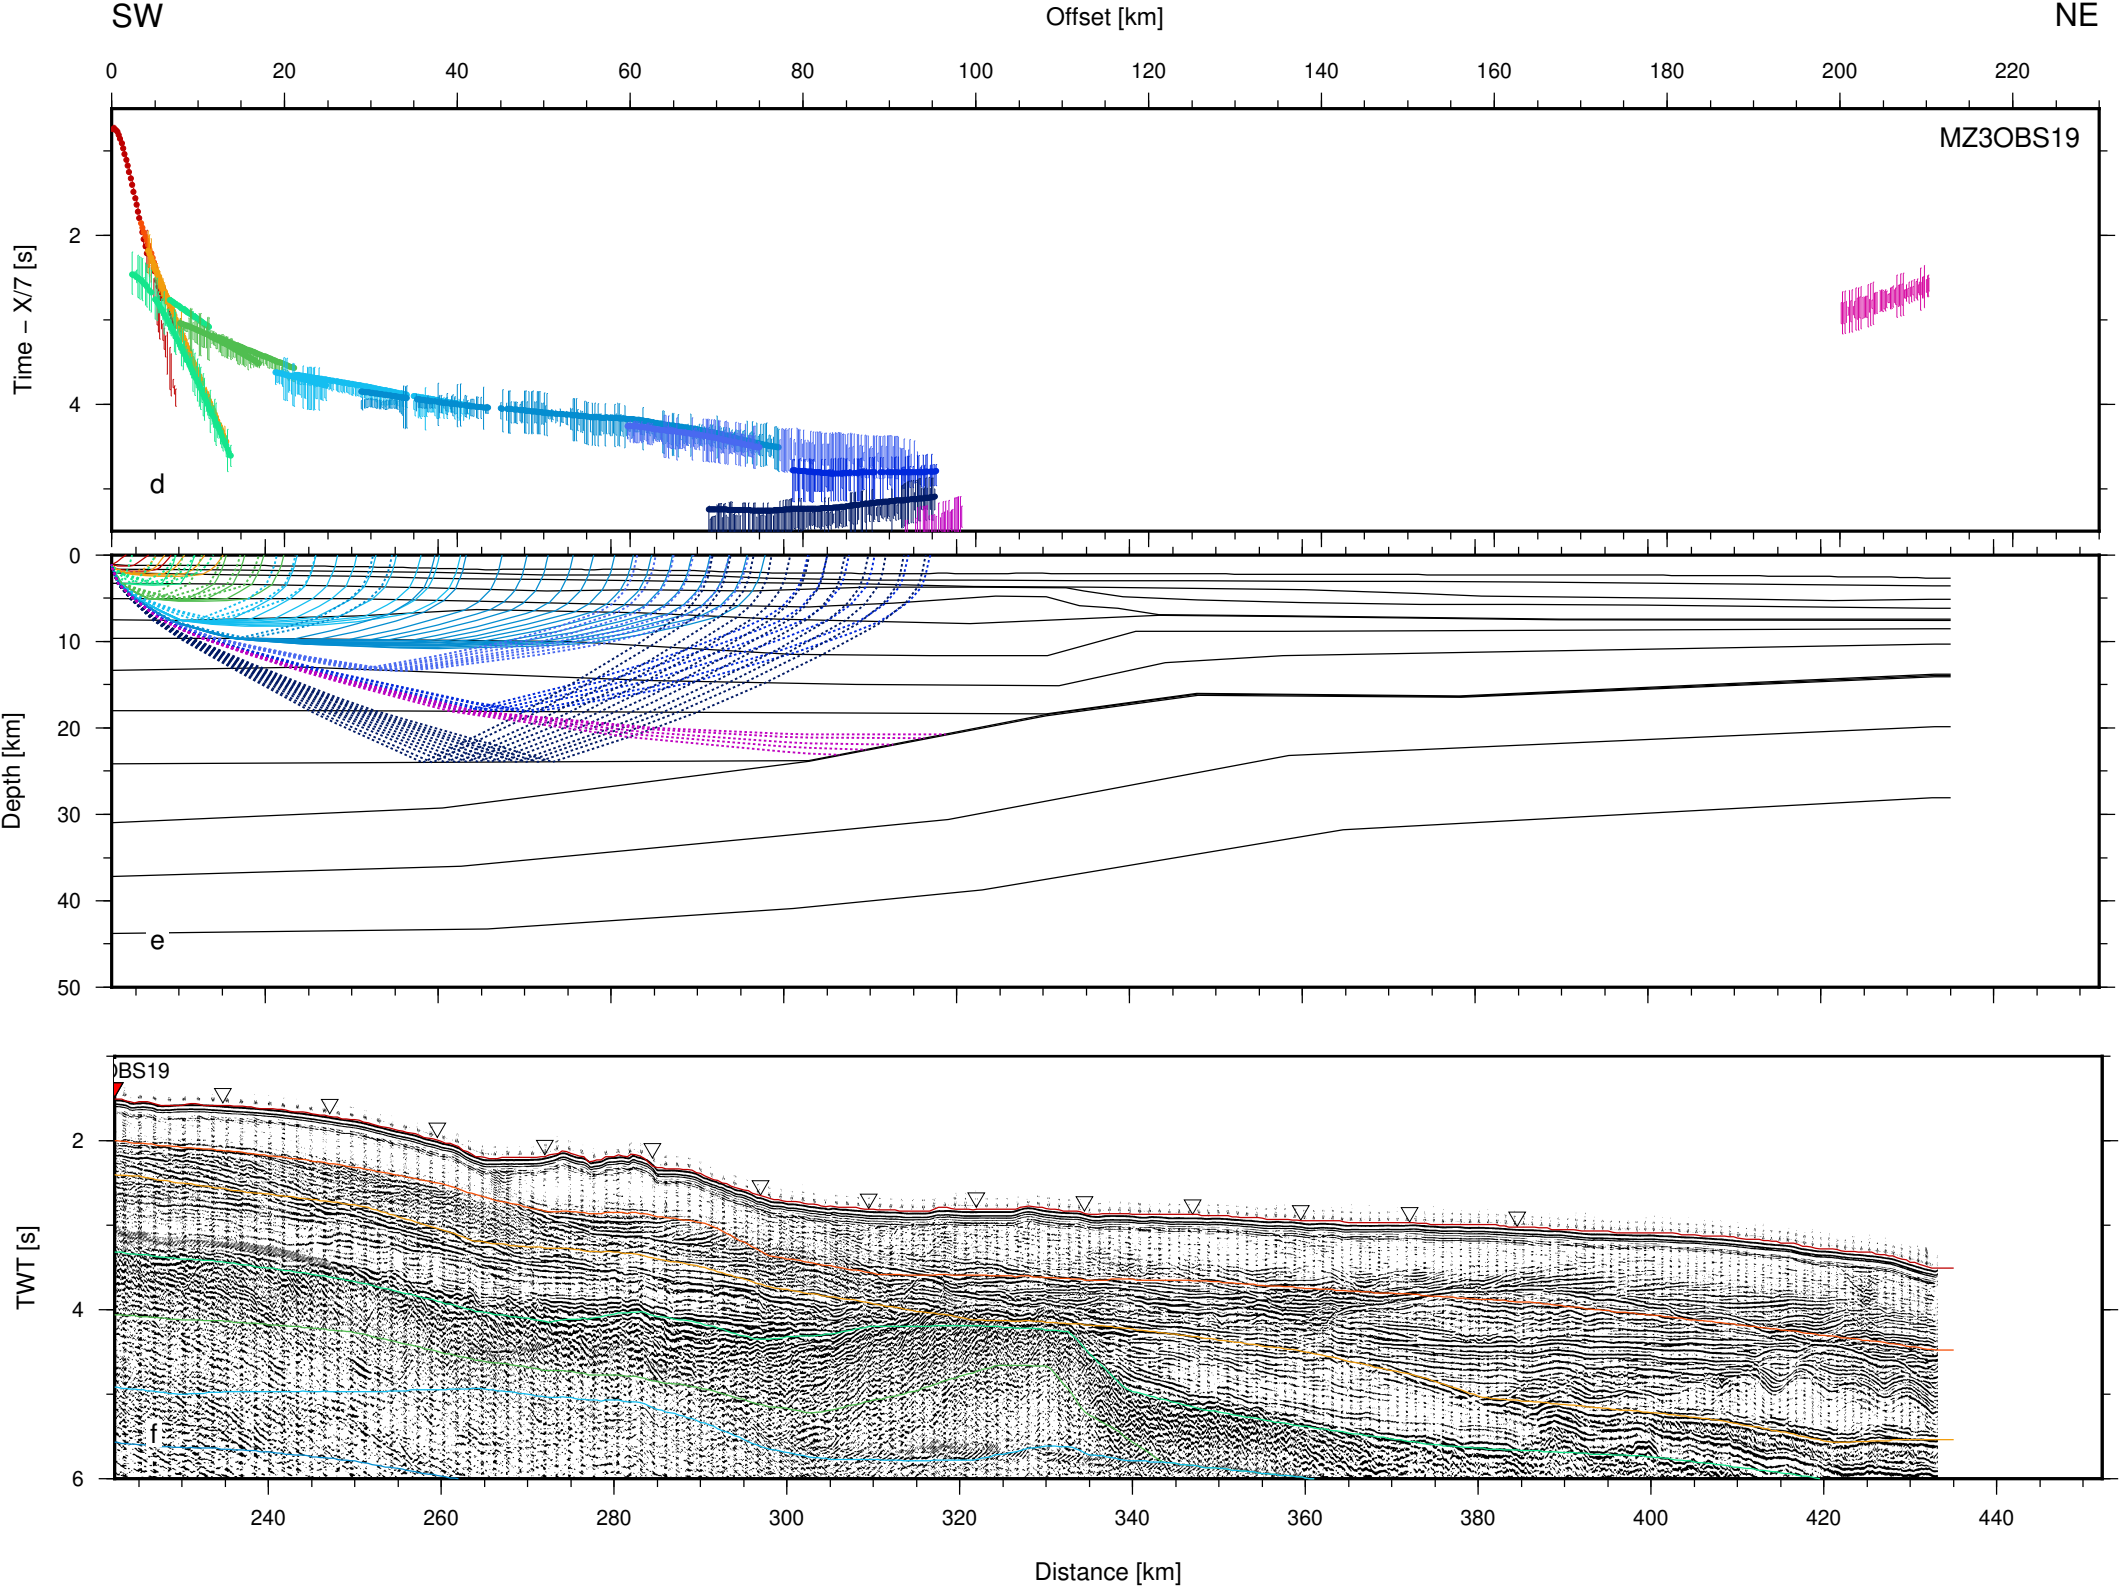 SW Offset [km] NE
0 20 40 60 80 100 120 140 160 180 200 220
MZ3OBS19
2
4
Time – X/7 [s]
d
0
10
20
30
40
50
Depth [km]
e
OBS19
2
4
6
TWT [s]
f
240 260 280 300 320 340 360 380 400 420 440
Distance [km]